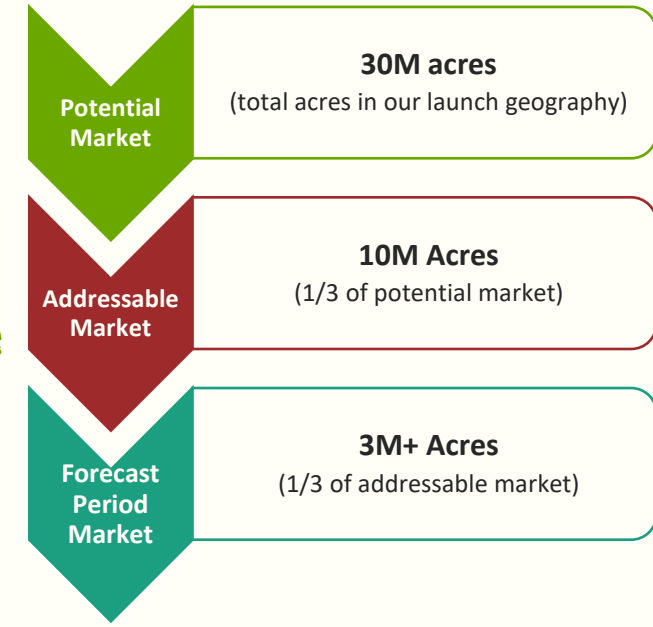 Potential
Market
30M acres
(total acres in our launch geography)
Addressable
Market
10M Acres
(1/3 of potential market)
Forecast
Period
Market
3M+ Acres
(1/3 of addressable market)